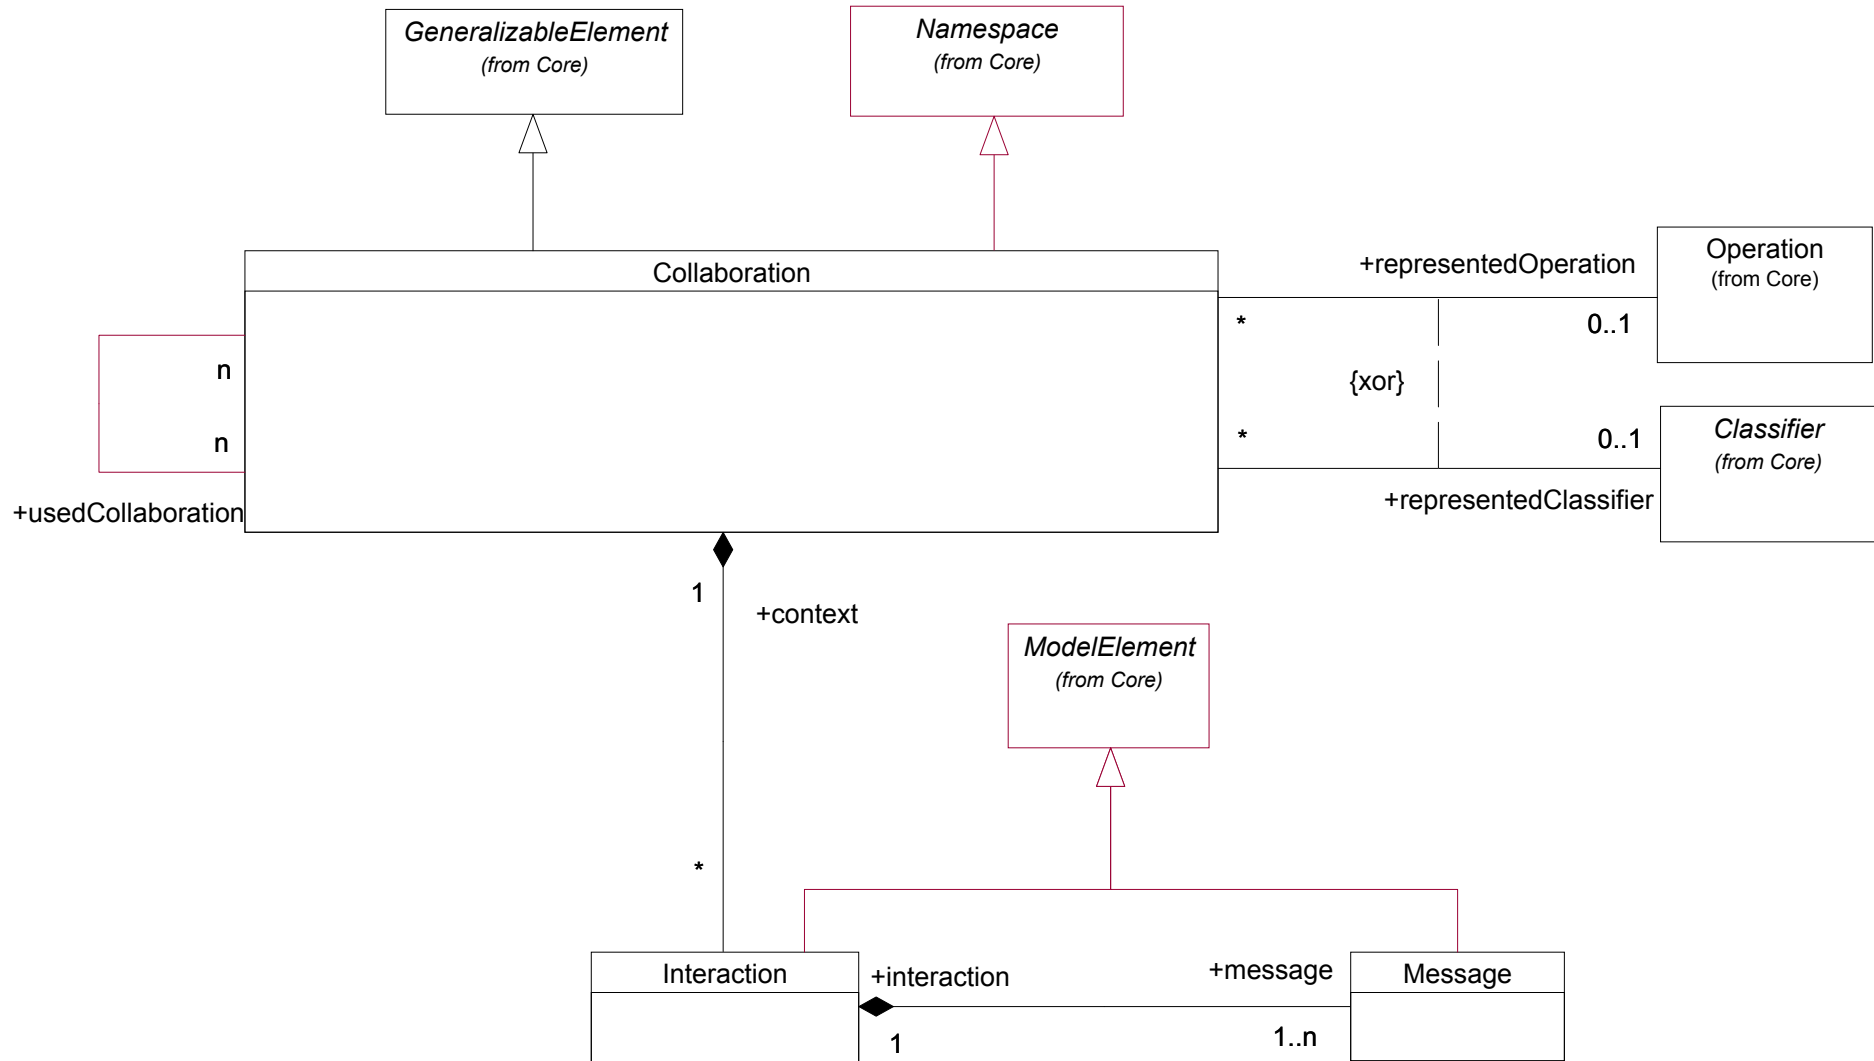 GeneralizableElement
(from Core)
Namespace
(from Core)
Collaboration
+representedOperation
Operation
(from Core)
*
0..1
n
{xor}
n
*
0..1
Classifier
(from Core)
+usedCollaboration
+representedClassifier
1
+context
ModelElement
(from Core)
*
Interaction
+interaction
+message
Message
1
1..n